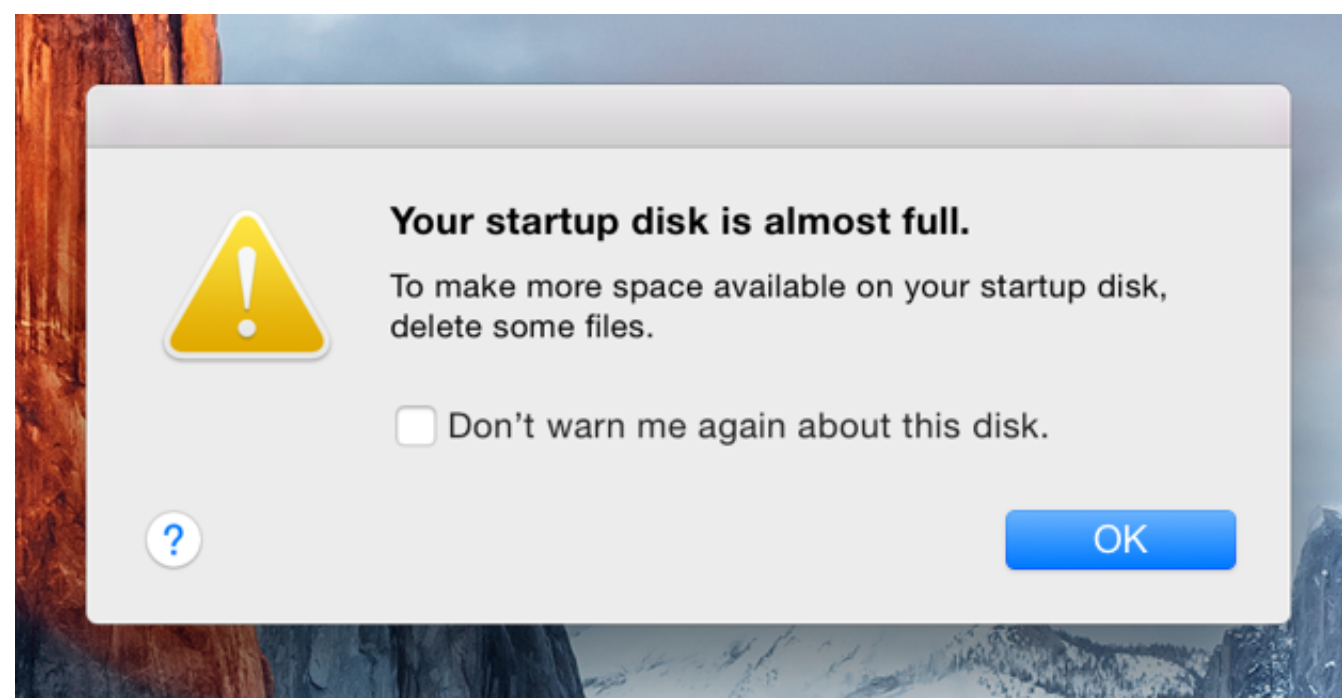 Your startup disk is almost full.
To make more space available on your startup disk,
delete some files.
Don’t warn me again about this disk.
?
OK